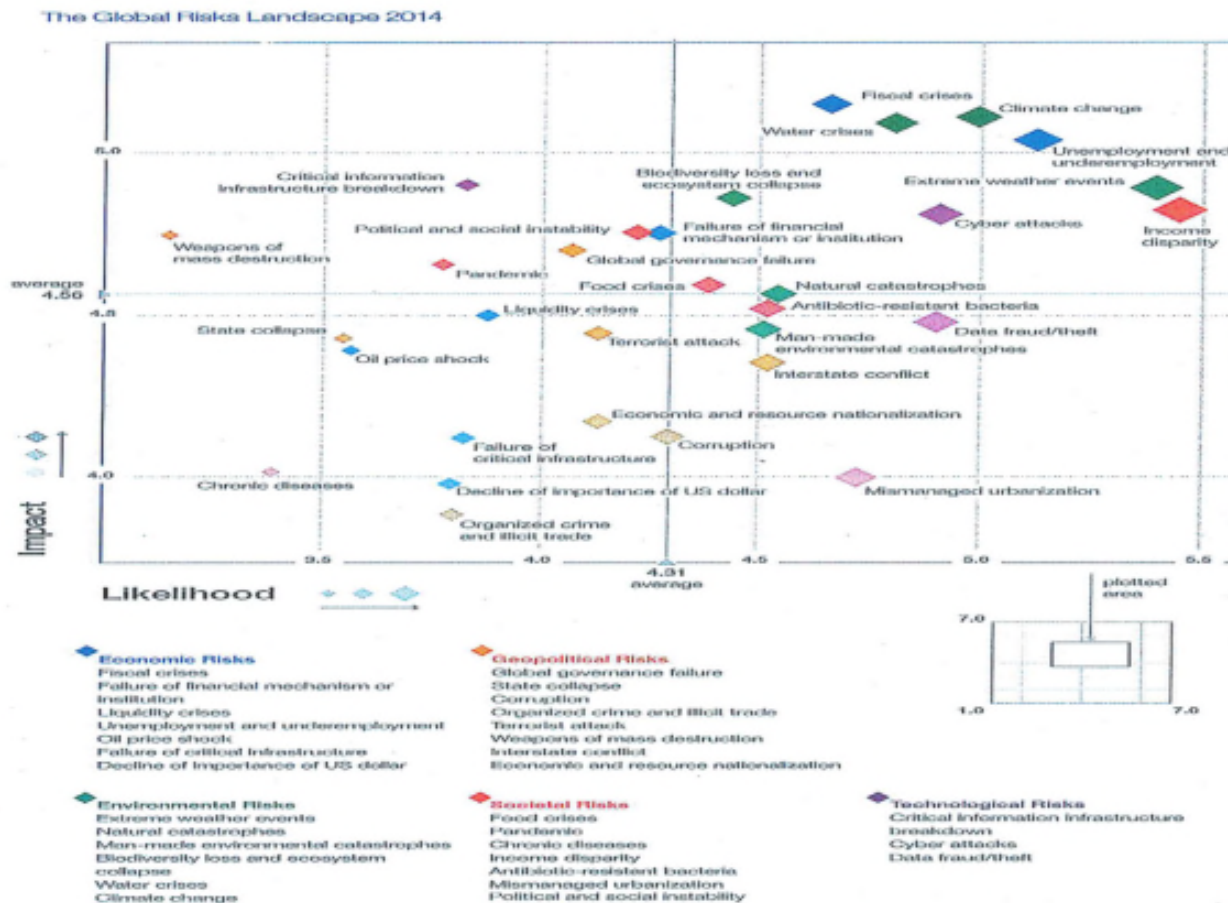 The Global Risks Landscape 2014
Fiscal crises
Climate change
Water crises
5.0
Unemployment and
underemployment
Biodiversity loss and
ecosystem collapse
Critical information
Infrastructure breakdown
Extreme weather events
Political and social instability
Failure of financial
mechanism or institution
Cyber attacks
Income
disparity
Weapons of
mass destruction
Global governance failure
Pandemic
Food crises
Natural catastrophes
average
4.56
Antibiotic-resistant bacteria
4.5
Liquidity crises
State collapse
Terrorist attack
Man-made
environmental catastrophes
Data fraud/theft
Oil price shock
Interstate conflict
Economic and resource nationalization
Failure of
critical infrastructure
Corruption
4.0
Chronic diseases
Decline of importance of US dollar
Mismanaged urbanization
Organized crime
and illicit trade
Impact
3.5
4.0
4.31
average
4.5
5.0
5.5
Likelihood
plotted
area
7.0
1.0
7.0
Economic Risks
Fiscal crises
Failure of financial mechanism or
institution
Liquidity crises
Unemployment and underemployment
Oil price shock
Failure of critical infrastructure
Decline of importance of US dollar
Geopolitical Risks
Global governance failure
State collapse
Corruption
Organized crime and illicit trade
Terrorist attack
Weapons of mass destruction
Interstate conflict
Economic and resource nationalization
Environmental Risks
Extreme weather events
Natural catastrophes
Man-made environmental catastrophes
Biodiversity loss and ecosystem
collapse
Water crises
Climate change
Societal Risks
Food crises
Pandemic
Chronic diseases
Income disparity
Antibiotic-resistant bacteria
Mismanaged urbanization
Political and social instability
Technological Risks
Critical information infrastructure
breakdown
Cyber attacks
Data fraud/theft